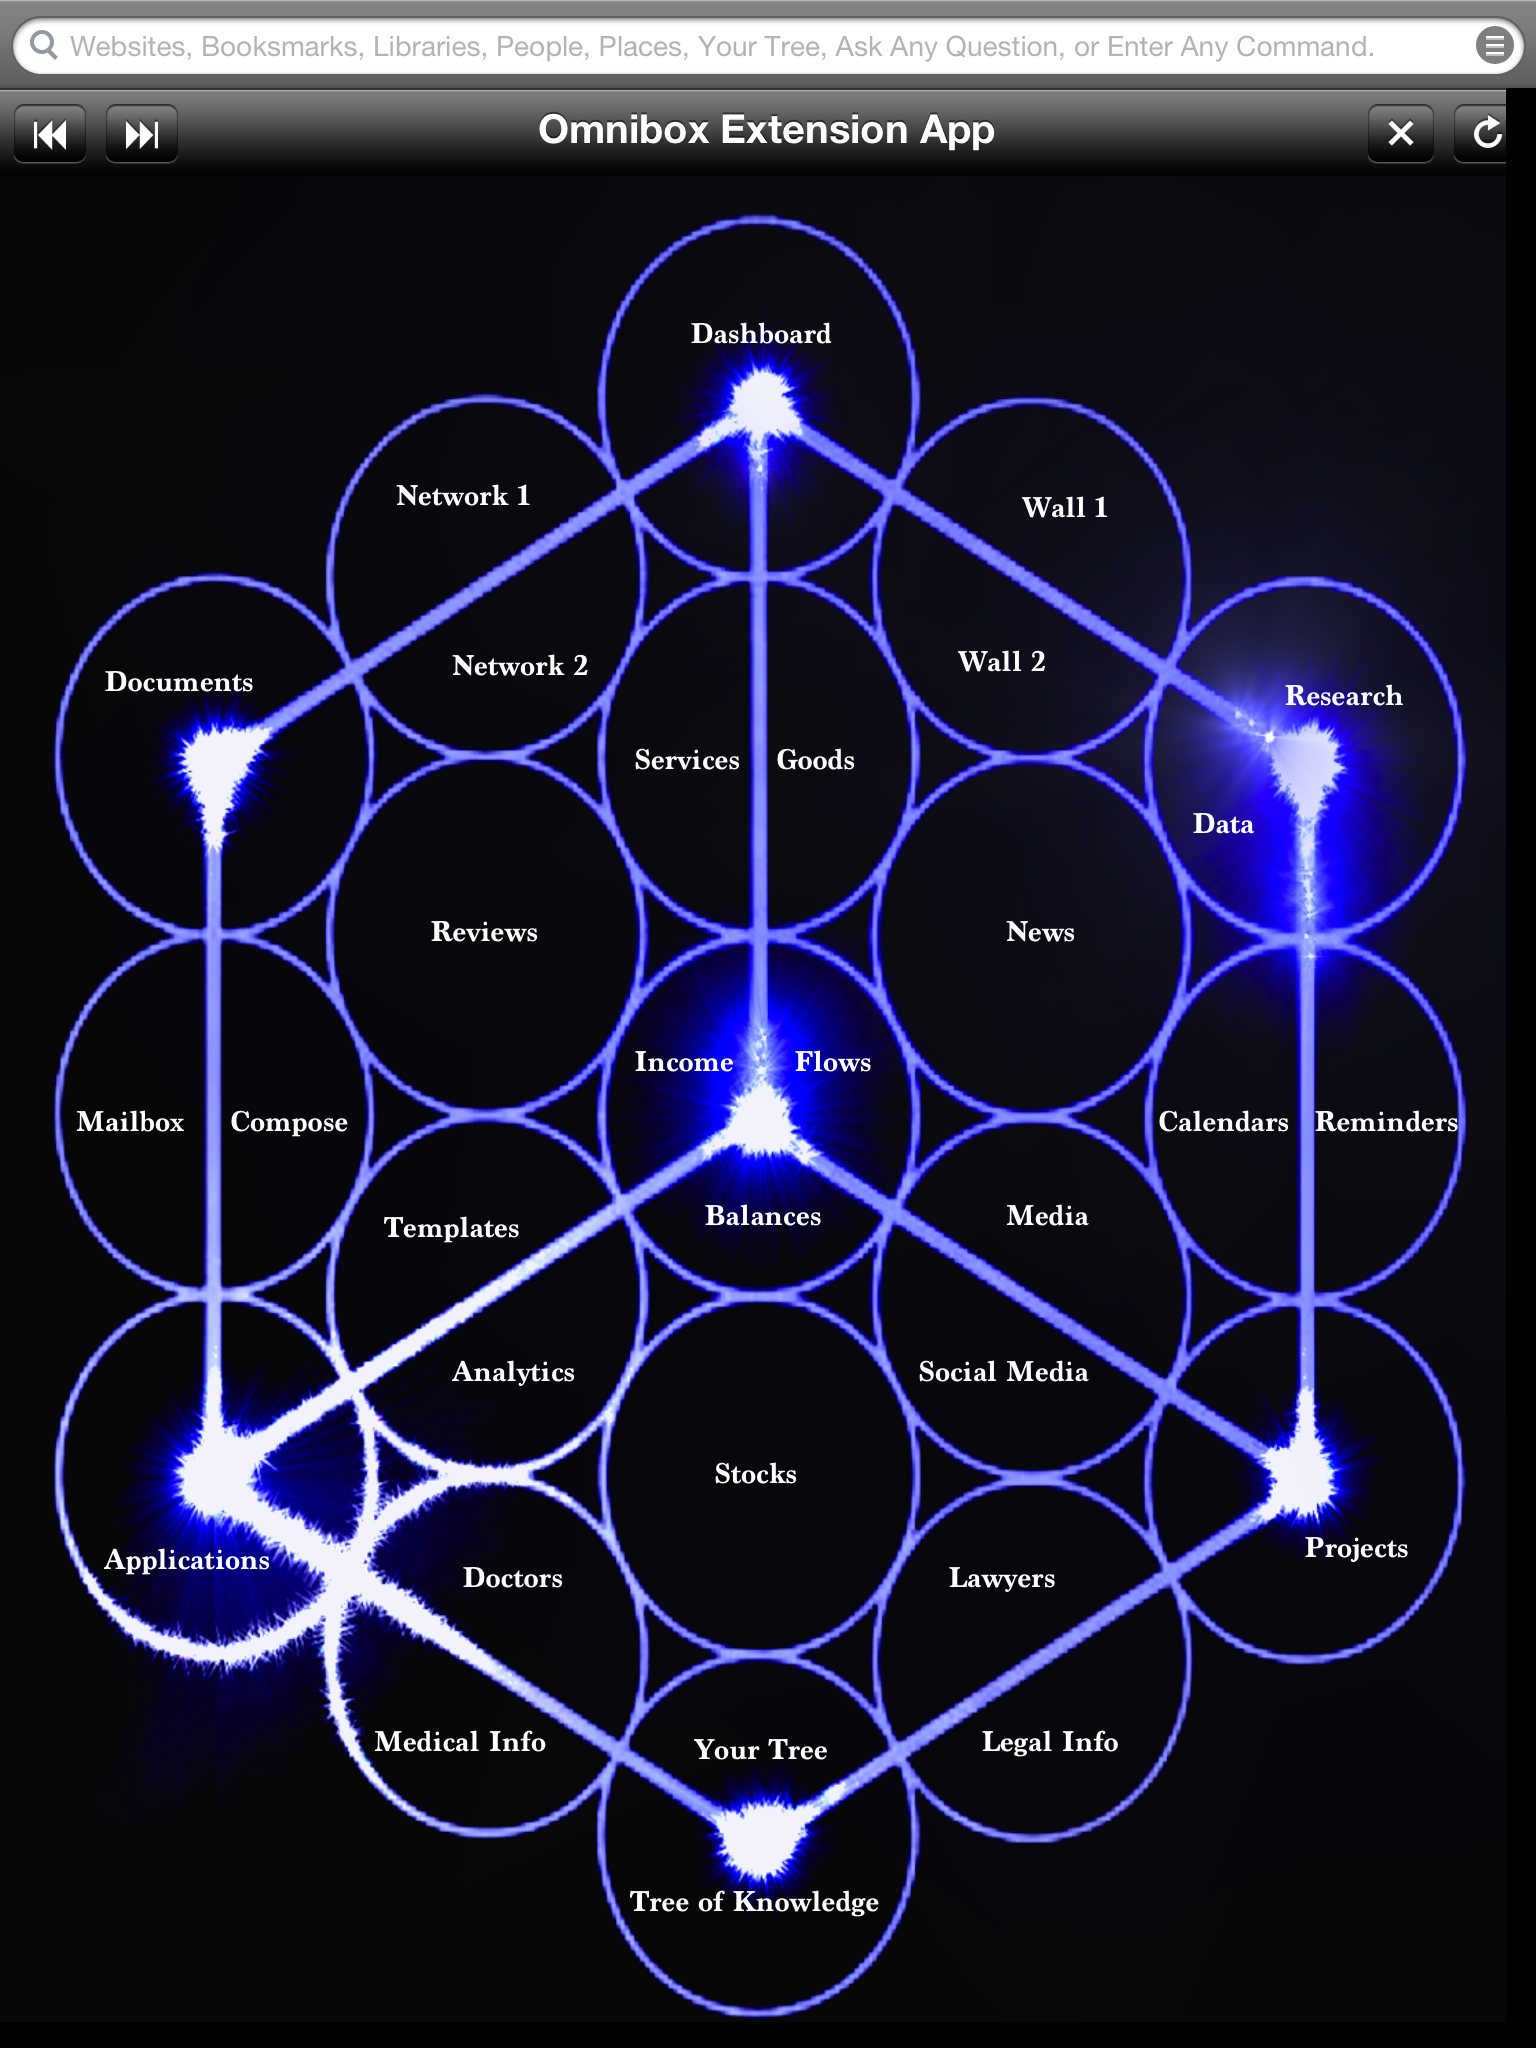 Websites, Booksmarks, Libraries, People, Places, Your Tree, Ask Any Question, or Enter Any Command.
Omnibox Extension App
Dashboard
Network 1
Wall 1
Network 2
Wall 2
Documents
Research
Services
Goods
Data
Reviews
News
Income
Flows
Mailbox
Compose
Calendars
Reminders
Templates
Balances
Media
Analytics
Social Media
Stocks
Applications
Doctors
Lawyers
Projects
Medical Info
Your Tree
Legal Info
Tree of Knowledge